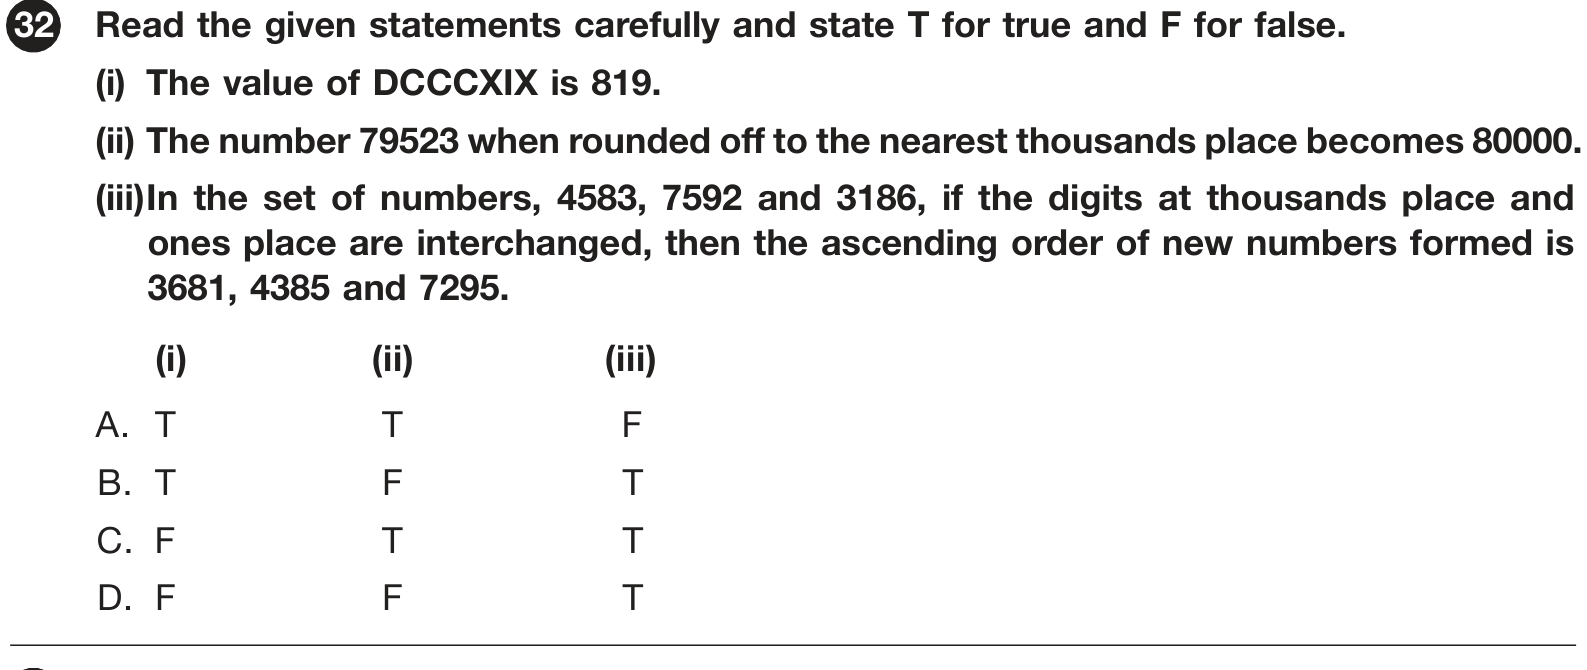 32 Read the given statements carefully and state T for true and F for false.
(i) The value of DCCCXIX is 819.
(ii) The number 79523 when rounded off to the nearest thousands place becomes 80000.
(iii) In the set of numbers, 4583, 7592 and 3186, if the digits at thousands place and
ones place are interchanged, then the ascending order of new numbers formed is
3681, 4385 and 7295.
(i) (ii) (iii)
A. T T F
B. T F T
C. F T T
D. F F T